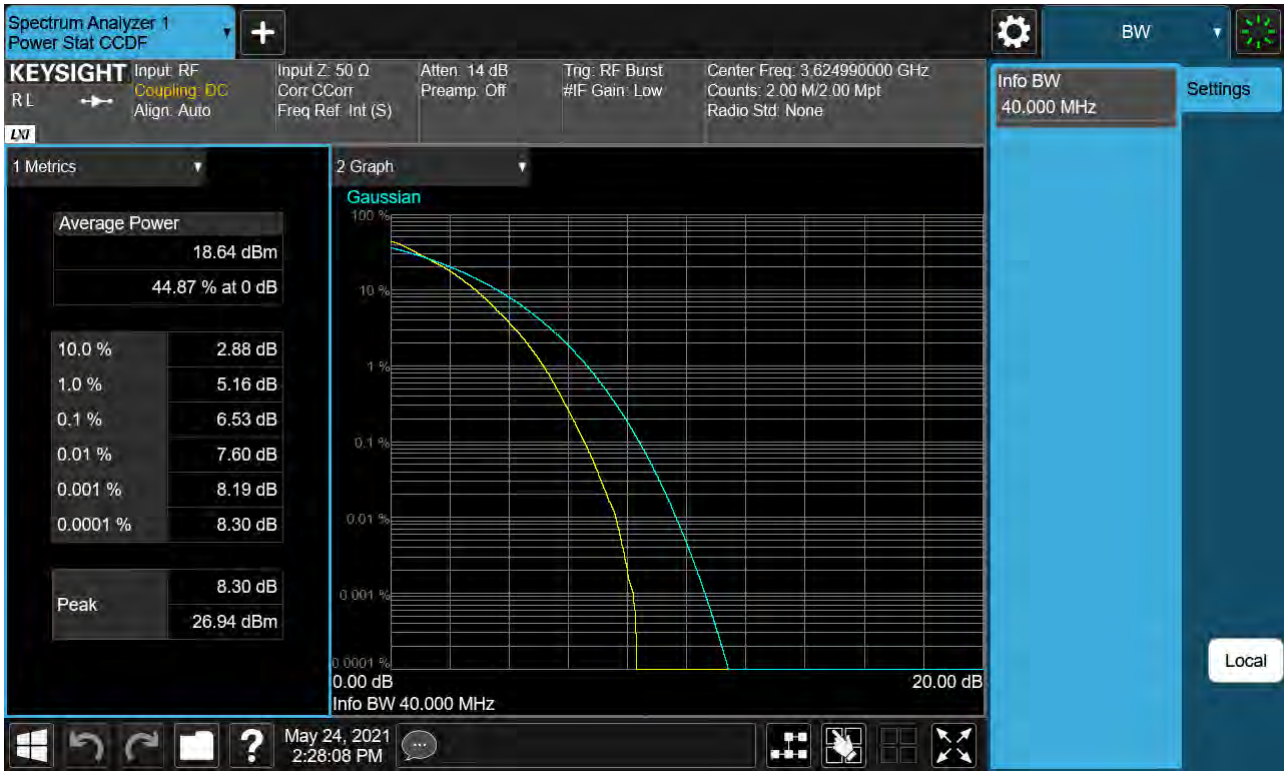 Spectrum Analyzer 1
Power Stat CCDF
+
BW
KEYSIGHT
RL
LXI
Input: RF
Coupling: DC
Align: Auto
Input Z: 50 Ω
Corr CCorr
Freq Ref: Int (S)
Atten: 14 dB
Preamp: Off
Trig: RF Burst
#IF Gain: Low
Center Freq: 3.624990000 GHz
Counts: 2.00 M/2.00 Mpt
Radio Std: None
Info BW
40.000 MHz
Settings
1 Metrics
Average Power
18.64 dBm
44.87 % at 0 dB
10.0 % 2.88 dB
1.0 % 5.16 dB
0.1 % 6.53 dB
0.01 % 7.60 dB
0.001 % 8.19 dB
0.0001 % 8.30 dB
Peak
8.30 dB
26.94 dBm
2 Graph
Gaussian
100 %
10 %
1 %
0.1 %
0.01 %
0.001 %
0.0001 %
0.00 dB 20.00 dB
Info BW 40.000 MHz
Local
?
May 24, 2021
2:28:08 PM